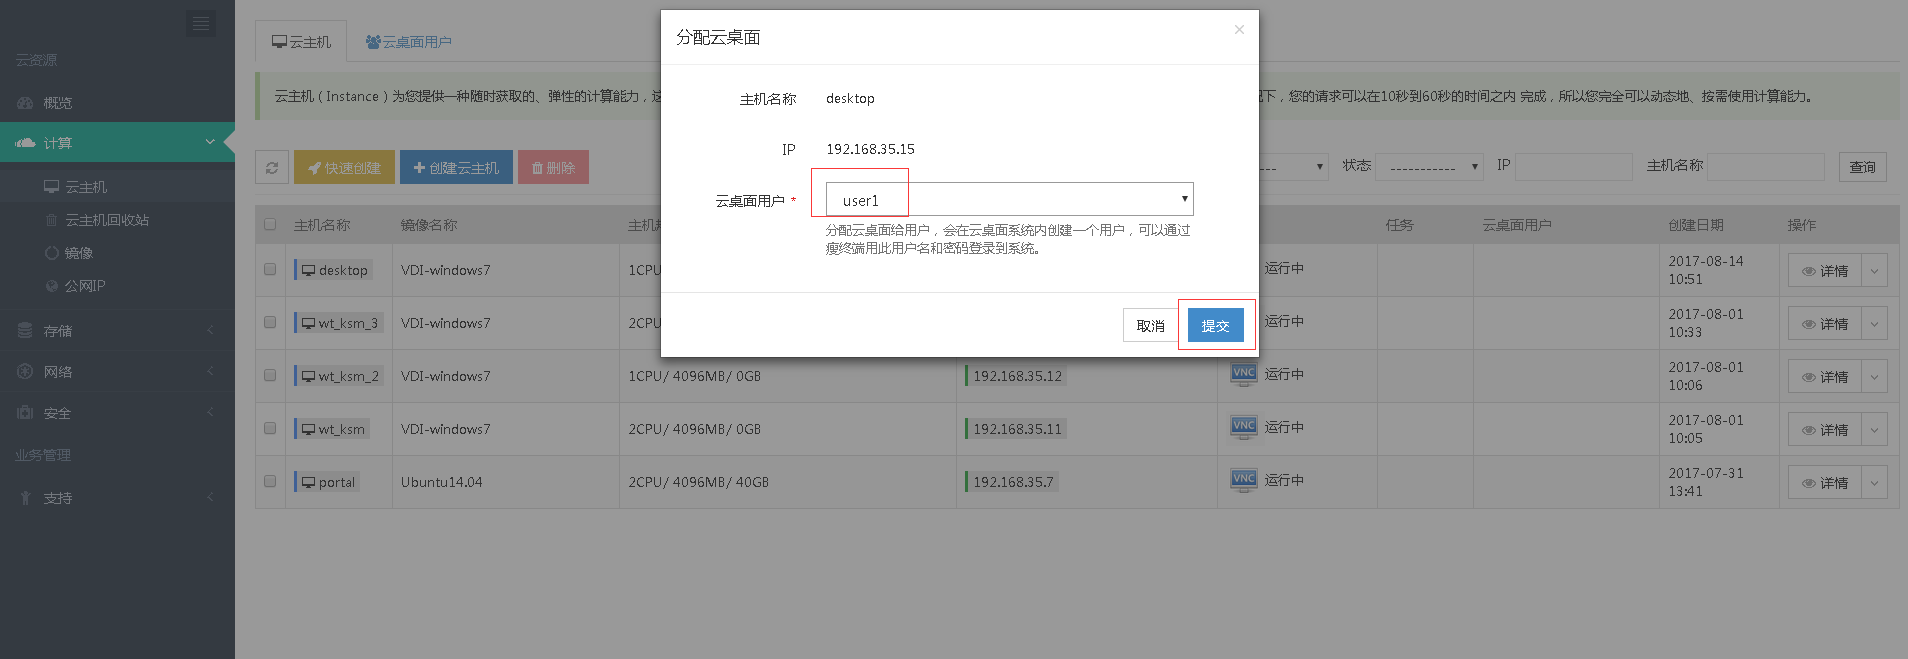 云资源
概览
计算
云主机
云主机回收站
镜像
公网IP
存储
网络
安全
业务管理
支持
云主机
云桌面用户
云主机 ( Instance ) 为您提供一种随时获取的、弹性的计算能力，这
下，您的请求可以在10秒到60秒的时间之内 完成，所以您完全可以动态地、按需使用计算能力。
快速创建
创建云主机
删除
状态
-----------
IP
主机名称
查询
分配云桌面
×
主机名称 desktop
IP 192.168.35.15
云桌面用户 * user1
分配云桌面给用户，会在云桌面系统内创建一个用户，可以通过
瘦终端用此用户名和密码登录到系统。
取消
提交
主机名称 镜像名称 主机 任务 云桌面用户 创建日期 操作
desktop VDI-windows7 1CPU 运行中 2017-08-14
10:51
详情
wt_ksm_3 VDI-windows7 2CPU 运行中 2017-08-01
10:33
详情
wt_ksm_2 VDI-windows7 1CPU/ 4096MB/ 0GB 192.168.35.12 VNC 运行中 2017-08-01
10:06
详情
wt_ksm VDI-windows7 2CPU/ 4096MB/ 0GB 192.168.35.11 VNC 运行中 2017-08-01
10:05
详情
portal Ubuntu14.04 2CPU/ 4096MB/ 40GB 192.168.35.7 VNC 运行中 2017-07-31
13:41
详情